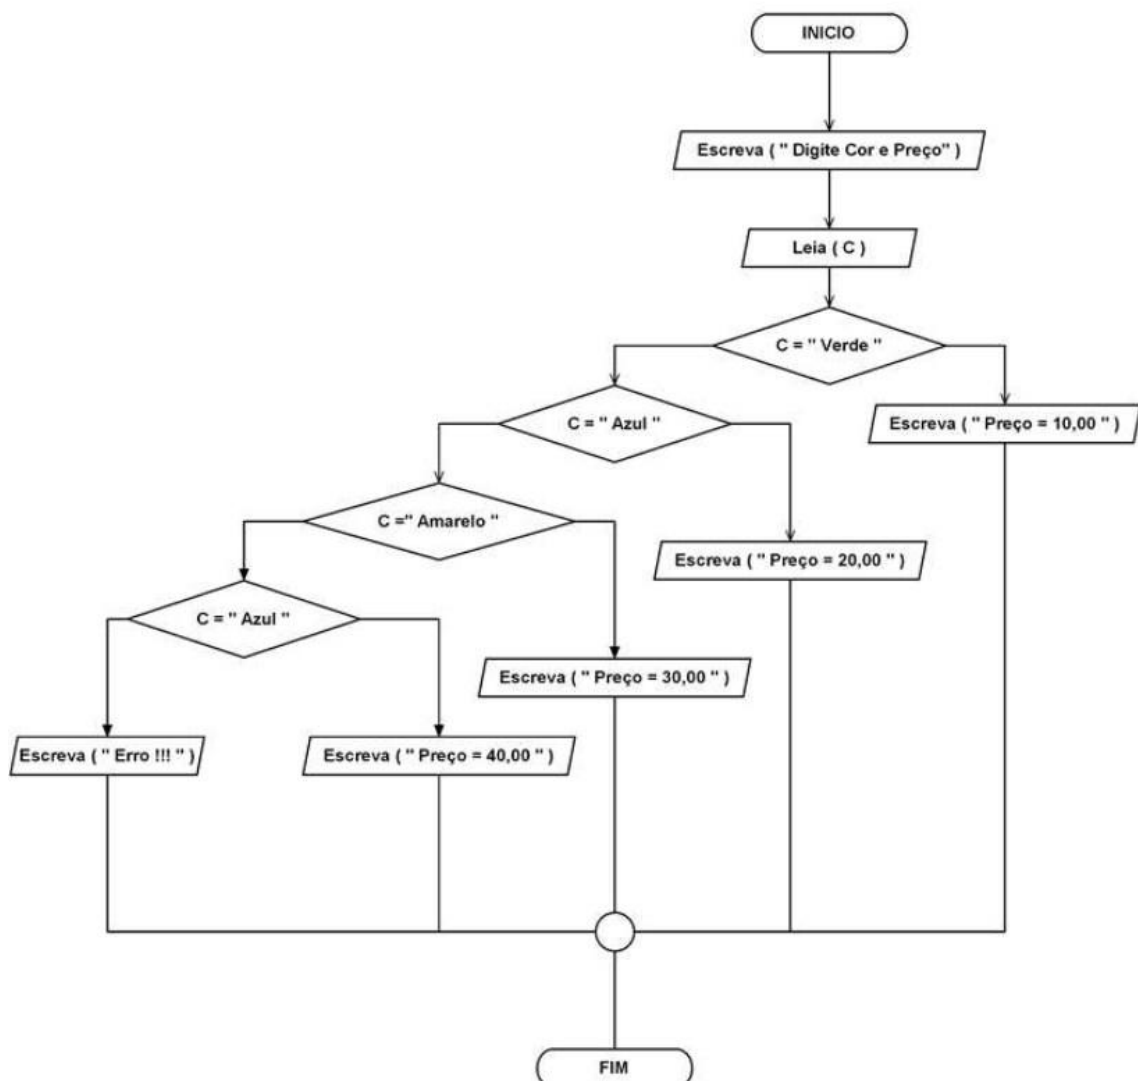 INICIO
Escreva ( " Digite Cor e Preço" )
Leia ( C )
C = " Verde "
C = " Azul "
Escreva ( " Preço = 10,00 " )
C =" Amarelo "
Escreva ( " Preço = 20,00 " )
C = " Azul "
Escreva ( " Preço = 30,00 " )
Escreva ( " Erro !!! " )
Escreva ( " Preço = 40,00 " )
FIM